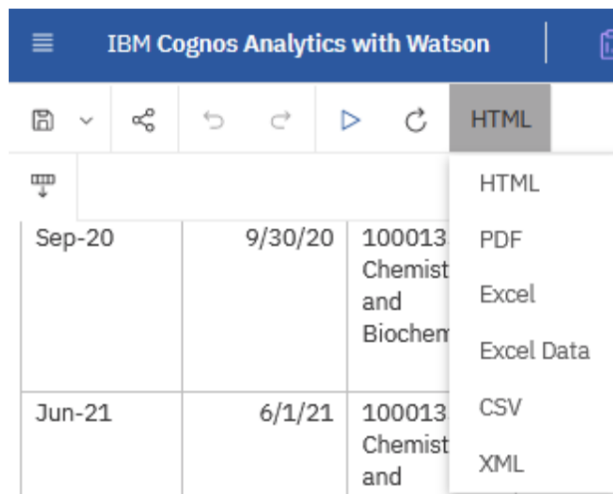 IBM Cognos Analytics with Watson
HTML
HTML
PDF
Excel
Excel Data
CSV
XML
Sep-20 9/30/20 100013
Chemist
and
Biochem
Jun-21 6/1/21 100013
Chemist
and